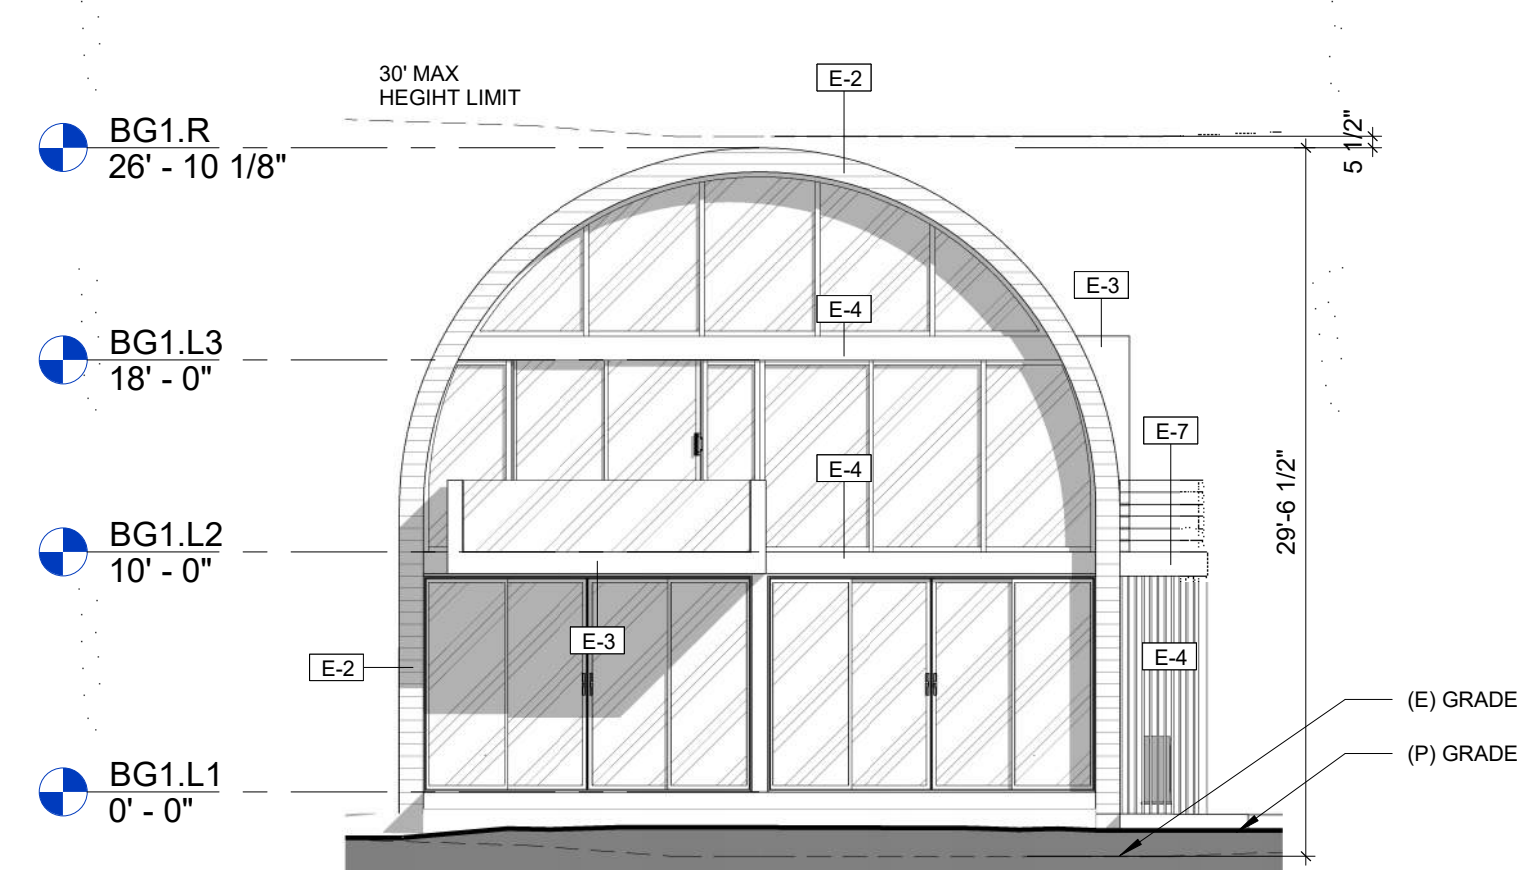 30' MAX
HEGIHT LIMIT
E-2
BG1.R
26' - 10 1/8"
5 1/2"
E-3
E-4
BG1.L3
18' - 0"
E-7
E-4
29'-6 1/2"
BG1.L2
10' - 0"
E-3
E-2
E-4
(E) GRADE
(P) GRADE
BG1.L1
0' - 0"